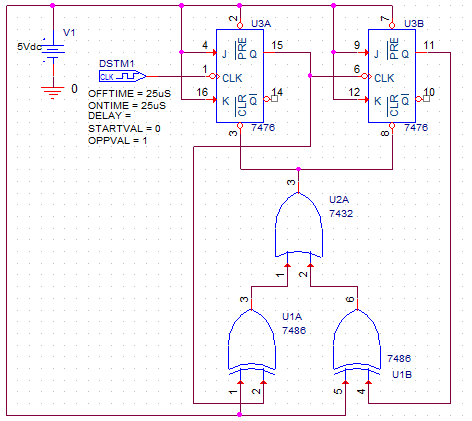 V1
5Vdc
0
DSTM1
CLK
OFFTIME = 25uS
ONTIME = 25uS
DELAY =
STARTVAL = 0
OPPVAL = 1
2
U3A
4
J
PRE
Q
15
1
CLK
16
K
CLR
Q
14
3
7476
7
U3B
9
J
PRE
Q
11
6
CLK
12
K
CLR
Q
10
8
7476
3
U2A
7432
1
2
3
U1A
7486
1
2
6
7486
U1B
5
4